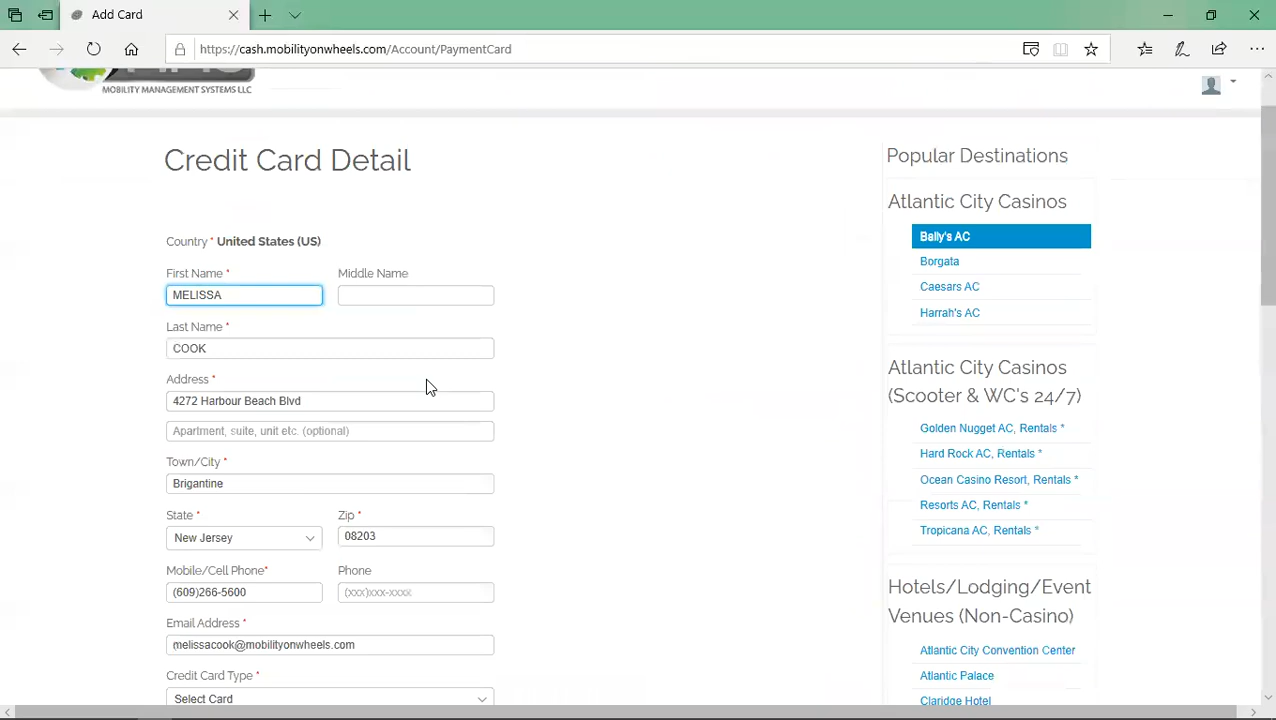 Add Card
https://cash.mobilityonwheels.com/Account/PaymentCard
MOBILITY MANAGEMENT SYSTEMS LLC
Credit Card Detail
Country * United States (US)
First Name *
Middle Name
MELISSA
Last Name *
COOK
Address *
4272 Harbour Beach Blvd
Apartment, suite, unit etc. (optional)
Town/City *
Brigantine
State *
Zip *
New Jersey
08203
Mobile/Cell Phone*
Phone
(609)266-5600
(xxx)xxx-xxxx
Email Address *
melissacook@mobilityonwheels.com
Credit Card Type *
Select Card
Popular Destinations
Atlantic City Casinos
Bally's AC
Borgata
Caesars AC
Harrah's AC
Atlantic City Casinos
(Scooter & WC's 24/7)
Golden Nugget AC, Rentals *
Hard Rock AC, Rentals *
Ocean Casino Resort, Rentals *
Resorts AC, Rentals *
Tropicana AC, Rentals *
Hotels/Lodging/Event
Venues (Non-Casino)
Atlantic City Convention Center
Atlantic Palace
Claridge Hotel